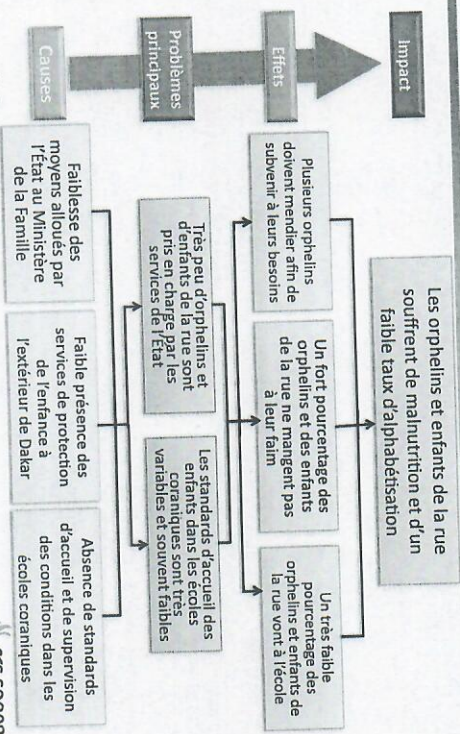 Impact
Les orphelins et enfants de la rue
souffrent de malnutrition et d'un
faible taux d'alphabétisation
Effets
Plusieurs orphelins
doivent mendier afin de
subvenir à leurs besoins
Un fort pourcentage des
orphelins et des enfants
de la rue ne mangent pas
à leur faim
Un très faible
pourcentage des
orphelins et enfants de
la rue vont à l'école
Problèmes
principaux
Très peu d'orphelins et
d'enfants de la rue sont
pris en charge par les
services de l'État
Les standards d'accueil des
enfants dans les écoles
coraniques sont très
variables et souvent faibles
Causes
Faiblesse des
moyens alloués par
l'État au Ministère
de la Famille
Faible présence des
services de protection
de l'enfance à
l'extérieur de Dakar
Absence de standards
d'accueil et de supervision
des conditions dans les
écoles coraniques